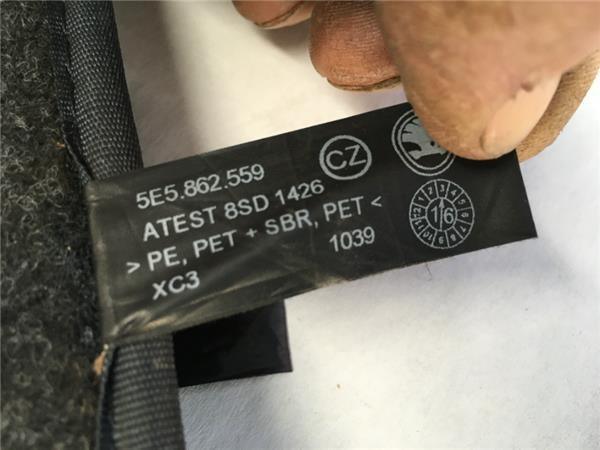 5E5.862.559
CZ
ATEST 8SD 1426
> PE, PET + SBR, PET <
1039
XC3
16
1 2 3 4 5 6 7 8 9 10 11 12